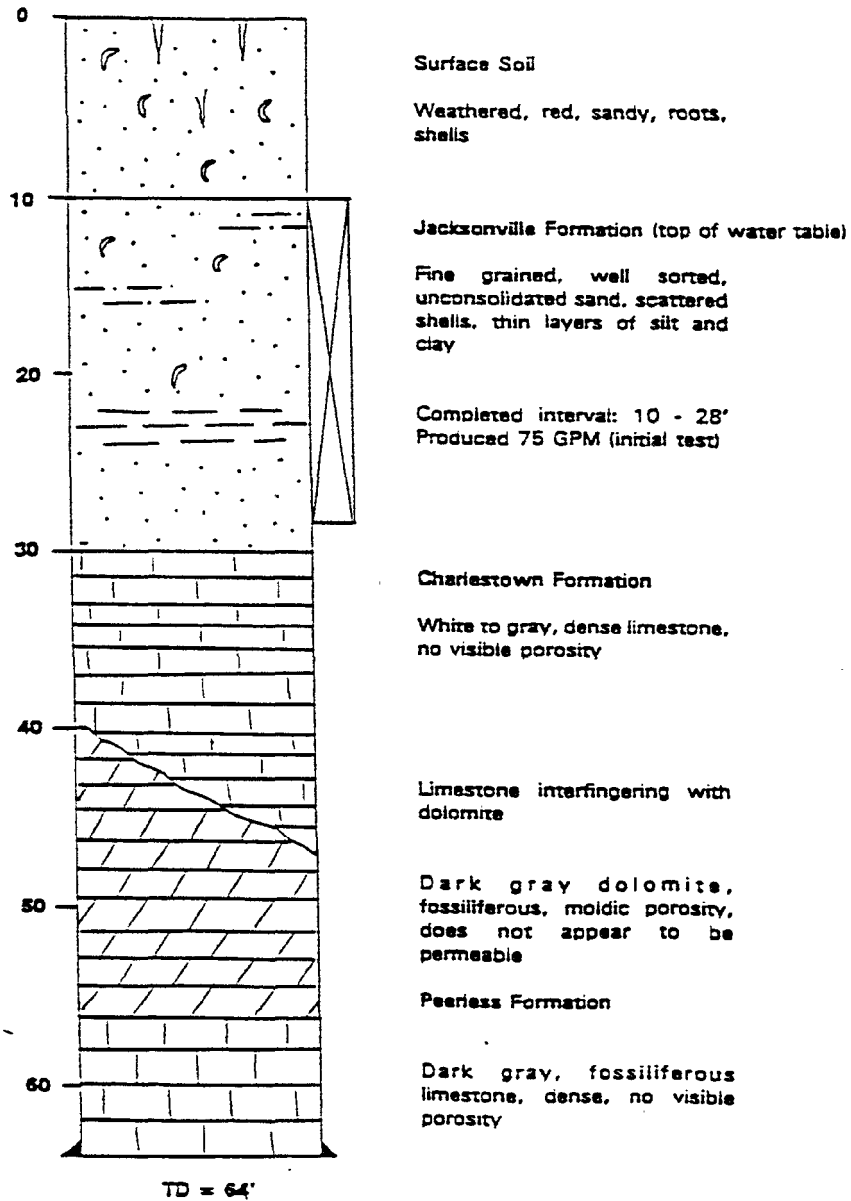 0
Surface Soil
Weathered, red, sandy, roots,
shells
10
Jacksonville Formation (top of water table)
Fine grained, well sorted,
unconsolidated sand, scattered
shells, thin layers of silt and
clay
20
Completed interval: 10 - 28'
Produced 75 GPM (initial test)
30
Charlestown Formation
White to gray, dense limestone,
no visible porosity
40
Limestone interfingering with
dolomite
50
Dark gray dolomite,
fossiliferous, moldic porosity,
does not appear to be
permeable
Peerless Formation
60
Dark gray, fossiliferous
limestone, dense, no visible
porosity
TD = 64'